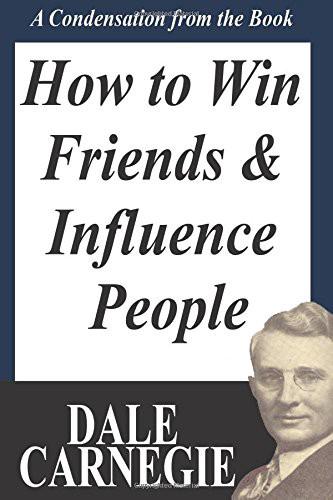 A Condensation from the Book
How to Win
Friends &
Influence
People
DALE
CARNEGIE